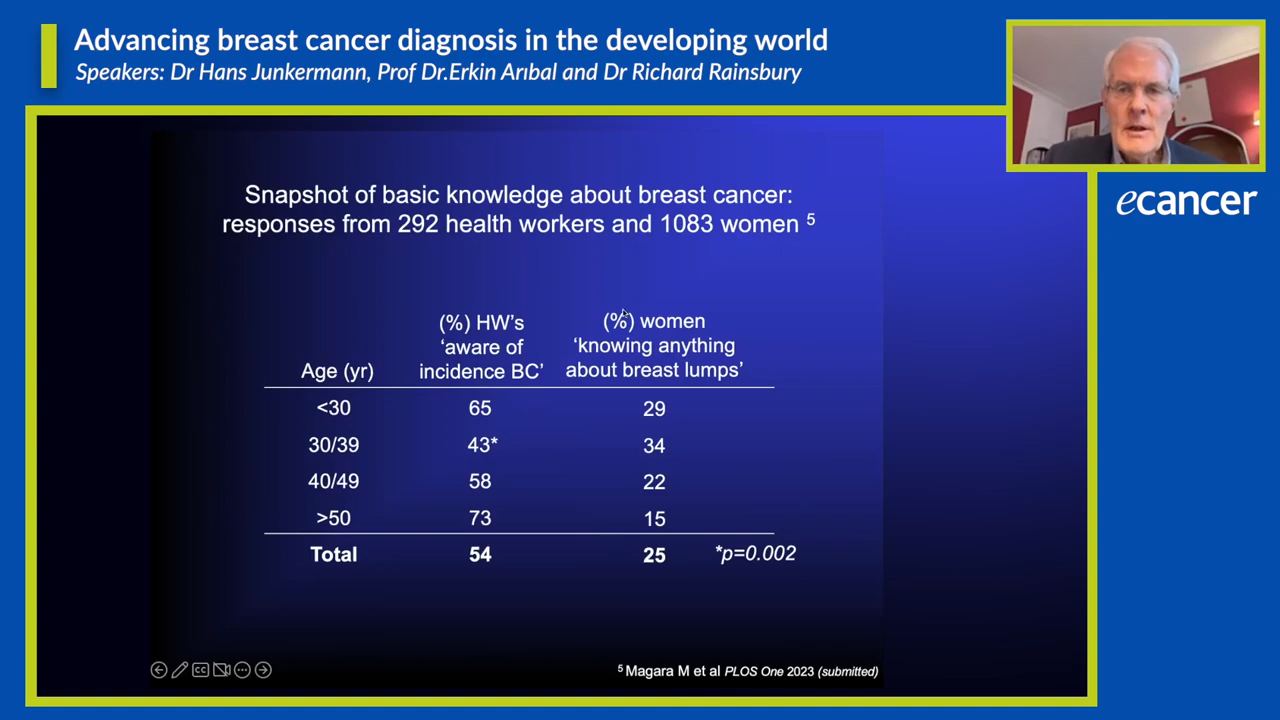 Advancing breast cancer diagnosis in the developing world
Speakers: Dr Hans Junkermann, Prof Dr.Erkin Arıbal and Dr Richard Rainsbury
ecancer
Snapshot of basic knowledge about breast cancer:
responses from 292 health workers and 1083 women ⁵
Age (yr)
(%) HW's
'aware of
incidence BC'
(%) women
'knowing anything
about breast lumps'
<30 65 29
30/39 43* 34
40/49 58 22
>50 73 15
Total 54 25 *p=0.002
CC
⁵ Magara M et al PLOS One 2023 (submitted)